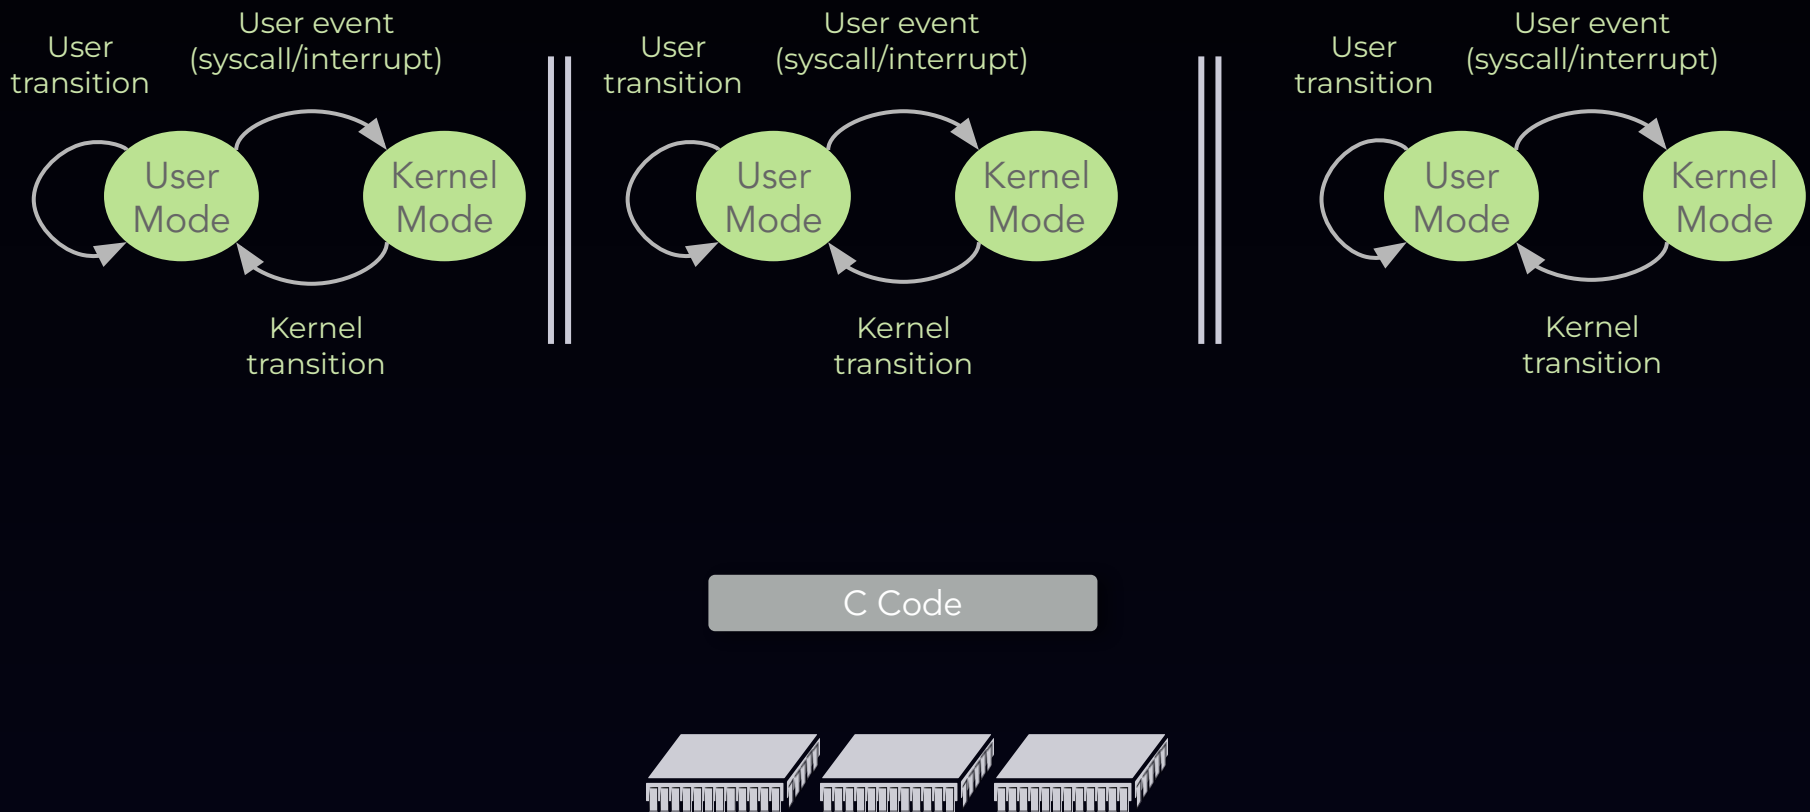 User
transition
User event
(syscall/interrupt)
User
Mode
Kernel
Mode
Kernel
transition
User
transition
User event
(syscall/interrupt)
User
Mode
Kernel
Mode
Kernel
transition
User
transition
User event
(syscall/interrupt)
User
Mode
Kernel
Mode
Kernel
transition
C Code